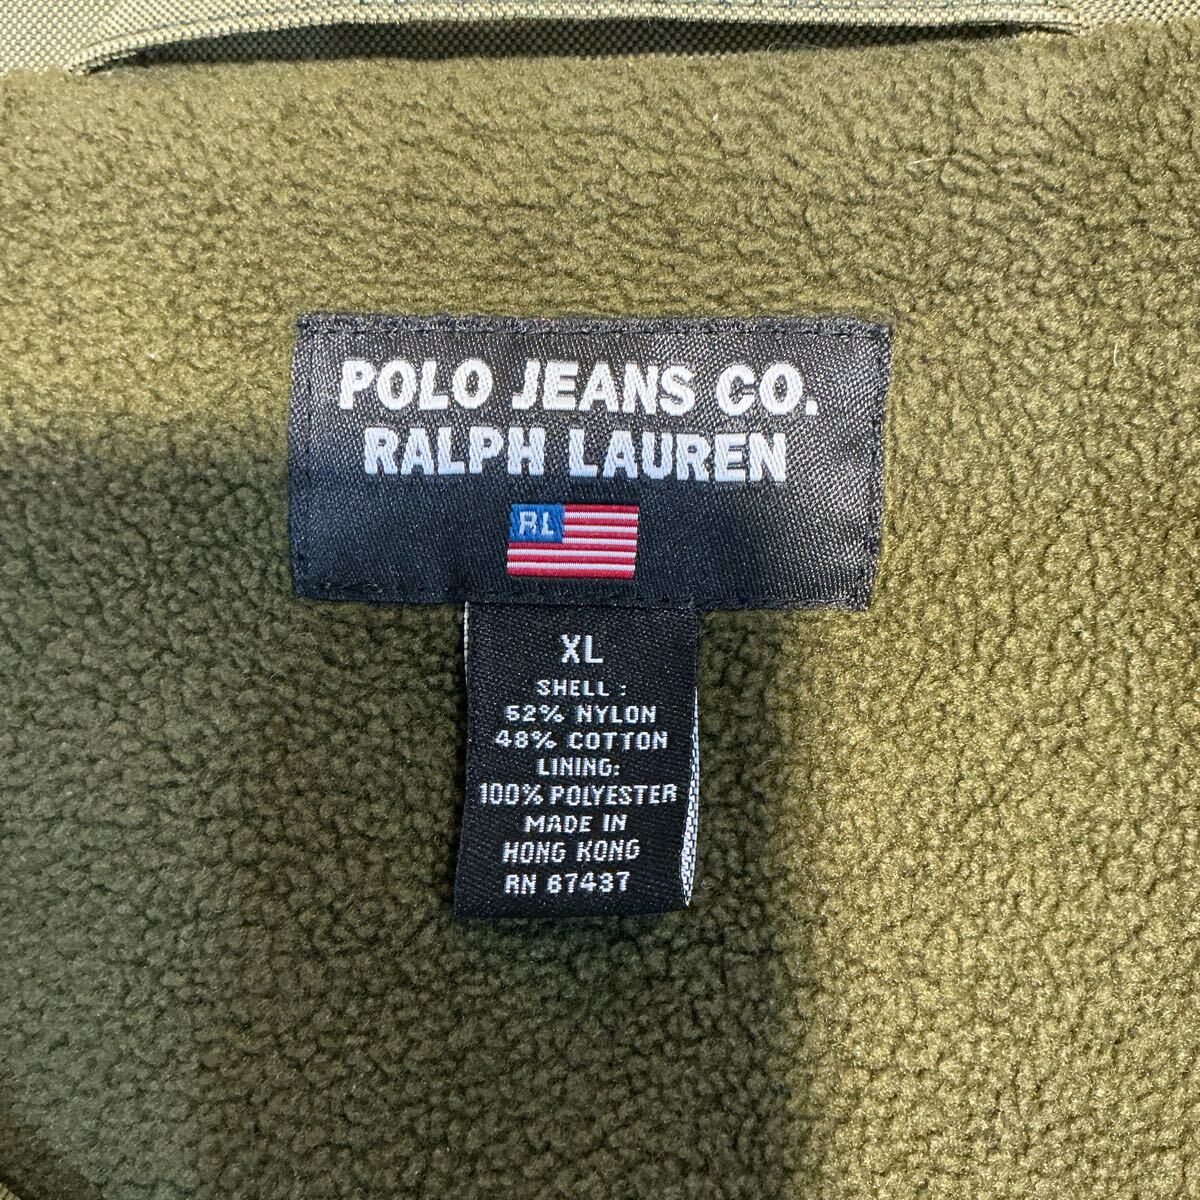 POLO JEANS CO.
RALPH LAUREN
RL
XL
SHELL :
52% NYLON
48% COTTON
LINING:
100% POLYESTER
MADE IN
HONG KONG
RN 67437